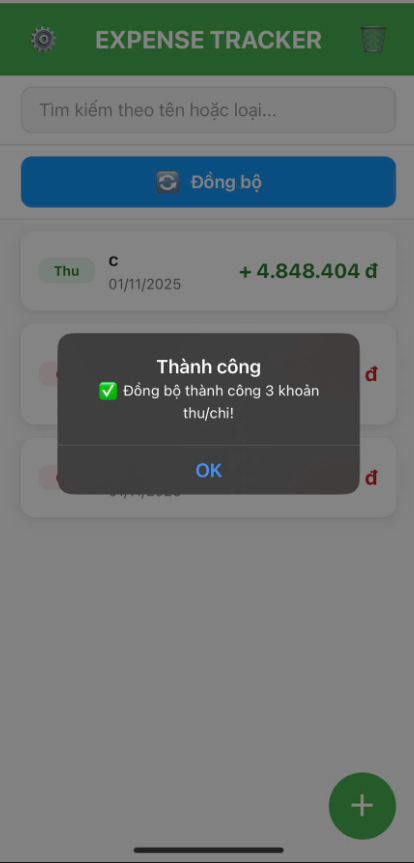 EXPENSE TRACKER
Tìm kiếm theo tên hoặc loại...
Đồng bộ
Thu
c
+ 4.848.404 đ
01/11/2025
đ
Thành công
✅ Đồng bộ thành công 3 khoản
thu/chi!
OK
đ
+